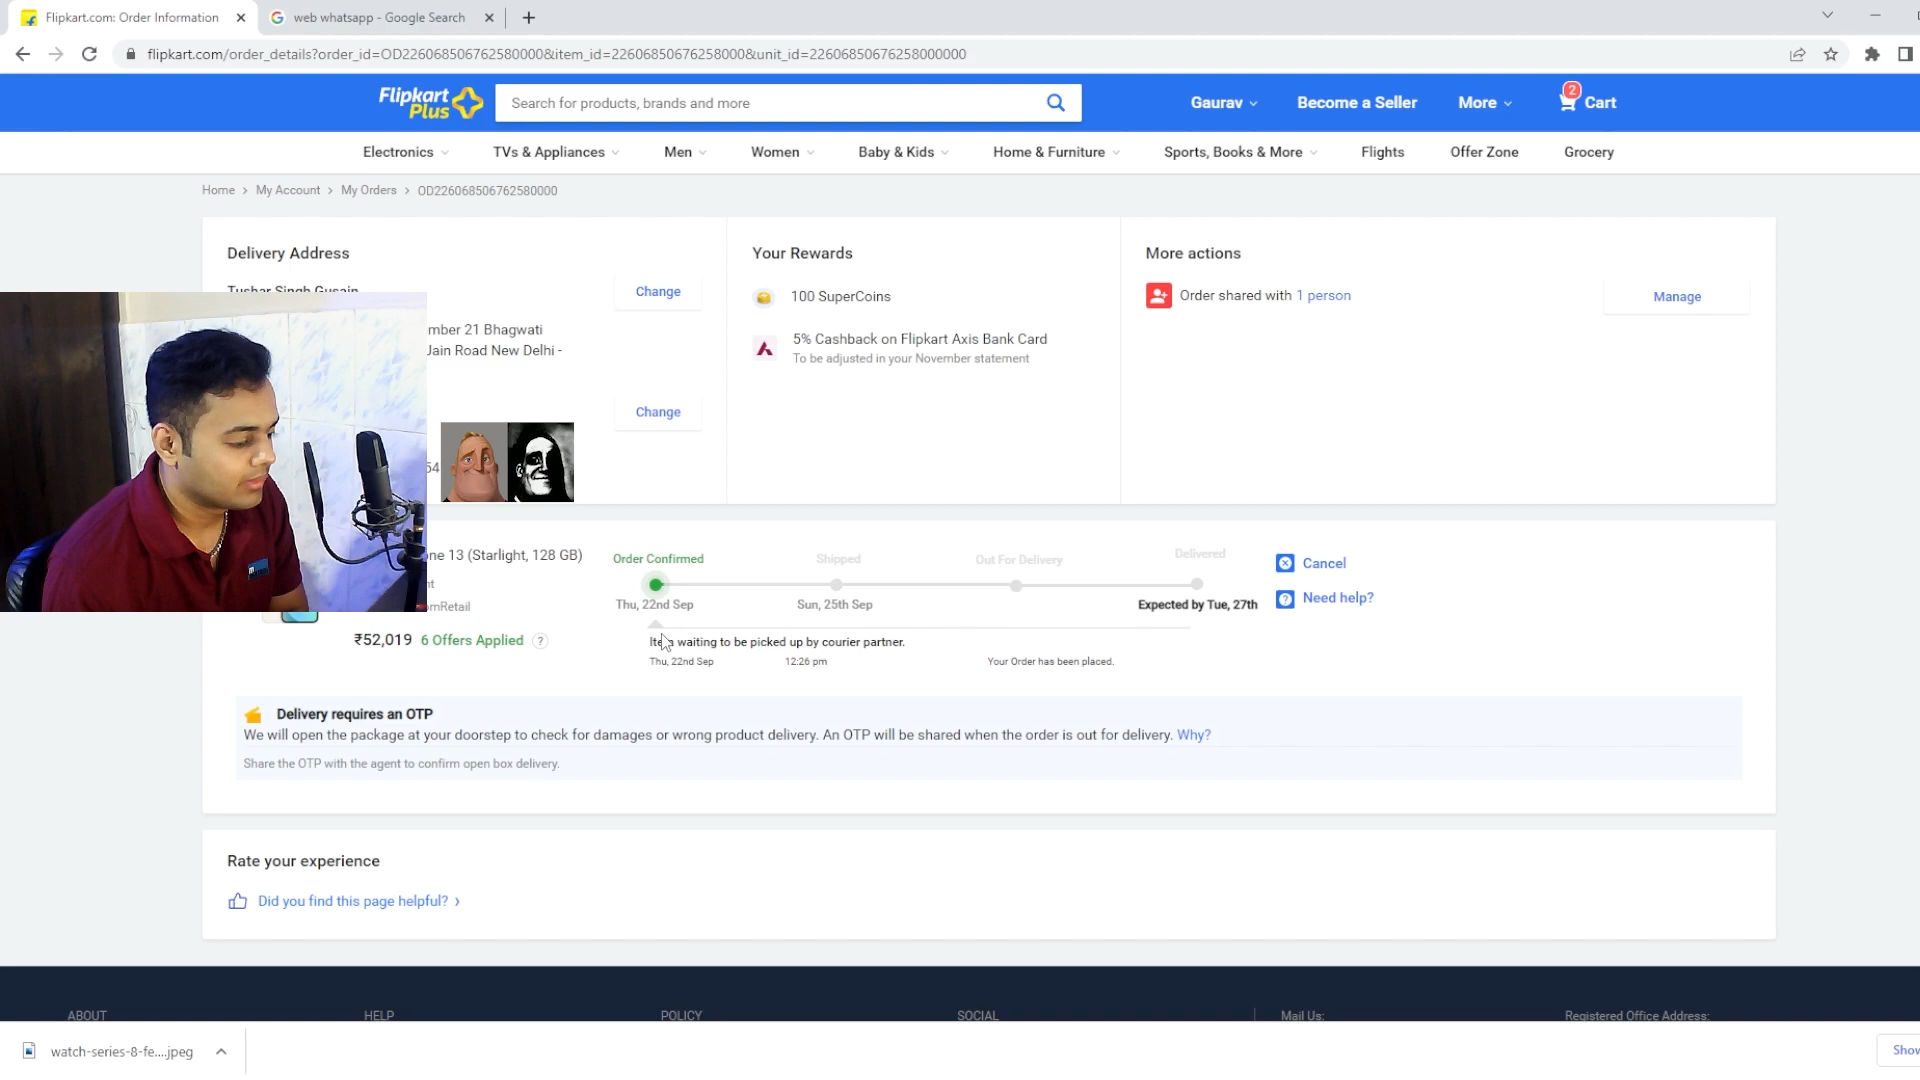 Flipkart.com: Order Information
web whatsapp - Google Search
flipkart.com/order_details?order_id=OD226068506762580000&item_id=22606850676258000&unit_id=22606850676258000000
Flipkart Plus
Search for products, brands and more
Gaurav
Become a Seller
More
2
Cart
Electronics
TVs & Appliances
Men
Women
Baby & Kids
Home & Furniture
Sports, Books & More
Flights
Offer Zone
Grocery
Home > My Account > My Orders > OD226068506762580000
Delivery Address
Tushar Singh Gusain
Change
mber 21 Bhagwati
Jain Road New Delhi -
Change
54
Your Rewards
100 SuperCoins
5% Cashback on Flipkart Axis Bank Card
To be adjusted in your November statement
More actions
Order shared with 1 person
Manage
ne 13 (Starlight, 128 GB)
nt
omRetail
₹52,019 6 Offers Applied ?
Order Confirmed
Shipped
Out For Delivery
Delivered
Thu, 22nd Sep
Sun, 25th Sep
Expected by Tue, 27th
waiting to be picked up by courier partner.
Thu, 22nd Sep
12:26 pm
Your Order has been placed.
Cancel
Need help?
Delivery requires an OTP
We will open the package at your doorstep to check for damages or wrong product delivery. An OTP will be shared when the order is out for delivery. Why?
Share the OTP with the agent to confirm open box delivery.
Rate your experience
Did you find this page helpful? >
ABOUT
HELP
POLICY
SOCIAL
Mail Us:
Registered Office Address:
watch-series-8-fe....jpeg
Show